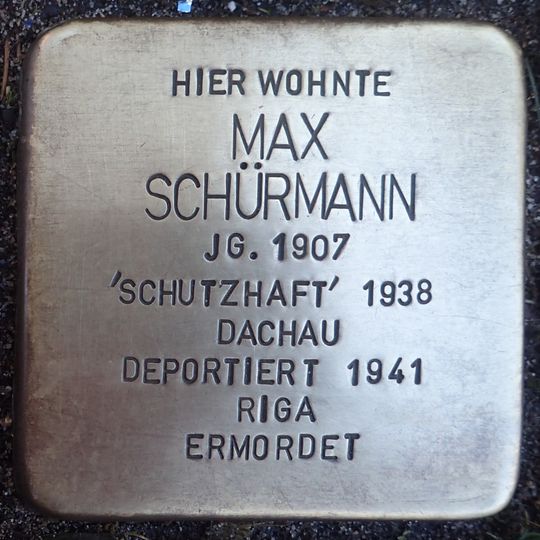 HIER WOHNTE
MAX
SCHÜRMANN
JG. 1907
'SCHUTZHAFT' 1938
DACHAU
DEPORTIERT 1941
RIGA
ERMORDET